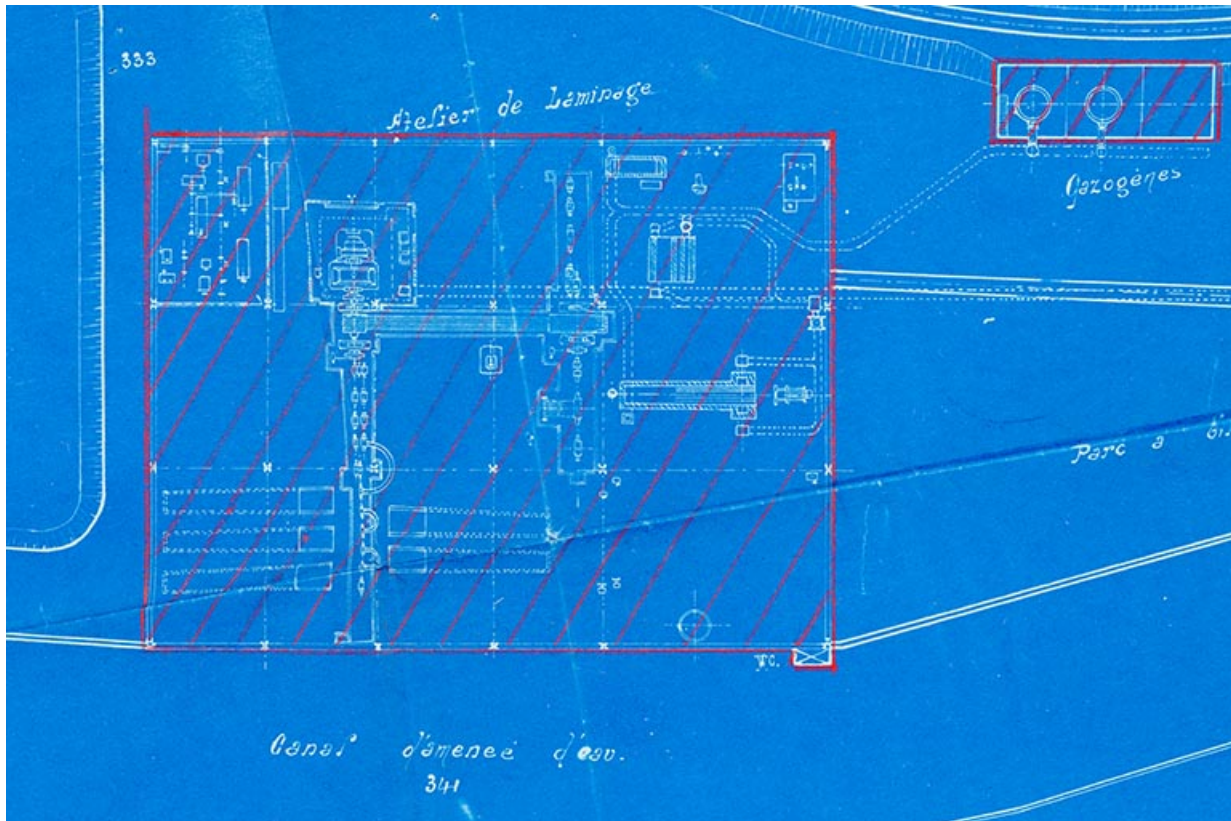 333
Atelier de Laminage
Gazogènes
Parc a
W.C.
Canal d'amenée d'eau.
341